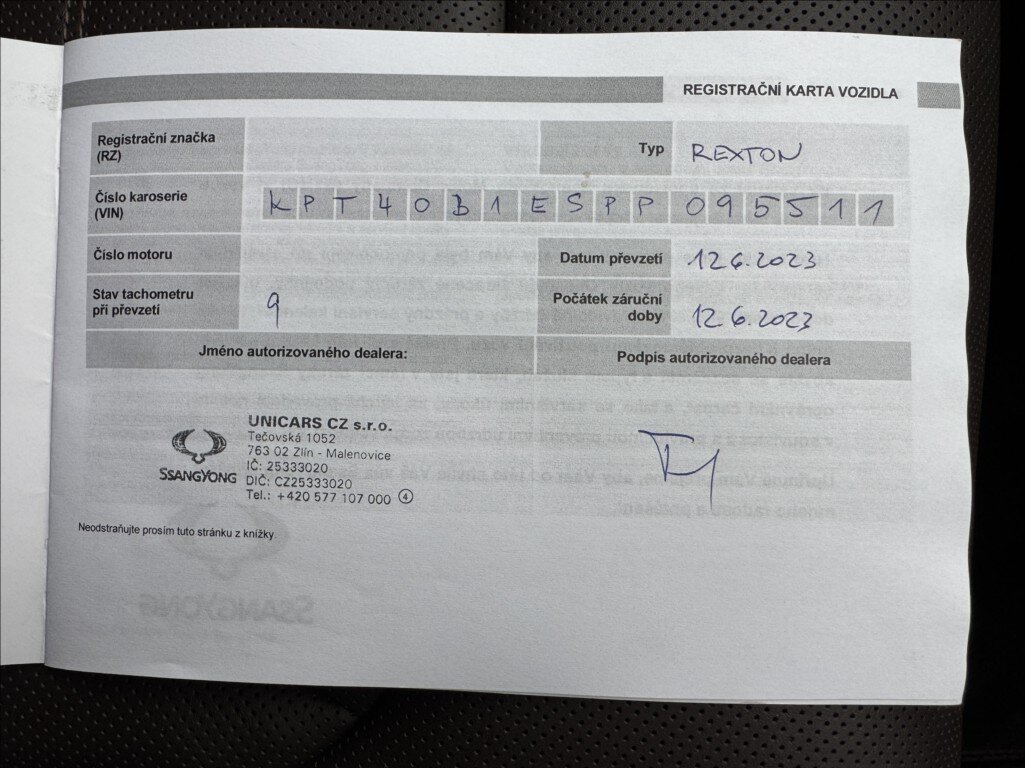 REGISTRAČNÍ KARTA VOZIDLA
Registrační značka
(RZ)
Typ
REXTON
Číslo karoserie
(VIN)
KPT40B1ESPP095511
Číslo motoru
Datum převzetí
12.6.2023
Stav tachometru
při převzetí
9
Počátek záruční
doby
12.6.2023
Jméno autorizovaného dealera:
Podpis autorizovaného dealera
SSANGYONG
UNICARS CZ s.r.o.
Tečovská 1052
763 02 Zlín - Malenovice
IČ: 25333020
DIČ: CZ25333020
Tel.: +420 577 107 000 ④
Neodstraňujte prosím tuto stránku z knížky.